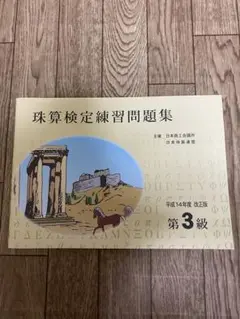 珠算検定練習問題集
主催 日本商工会議所
日本珠算連盟
平成14年度 改正版
第3級